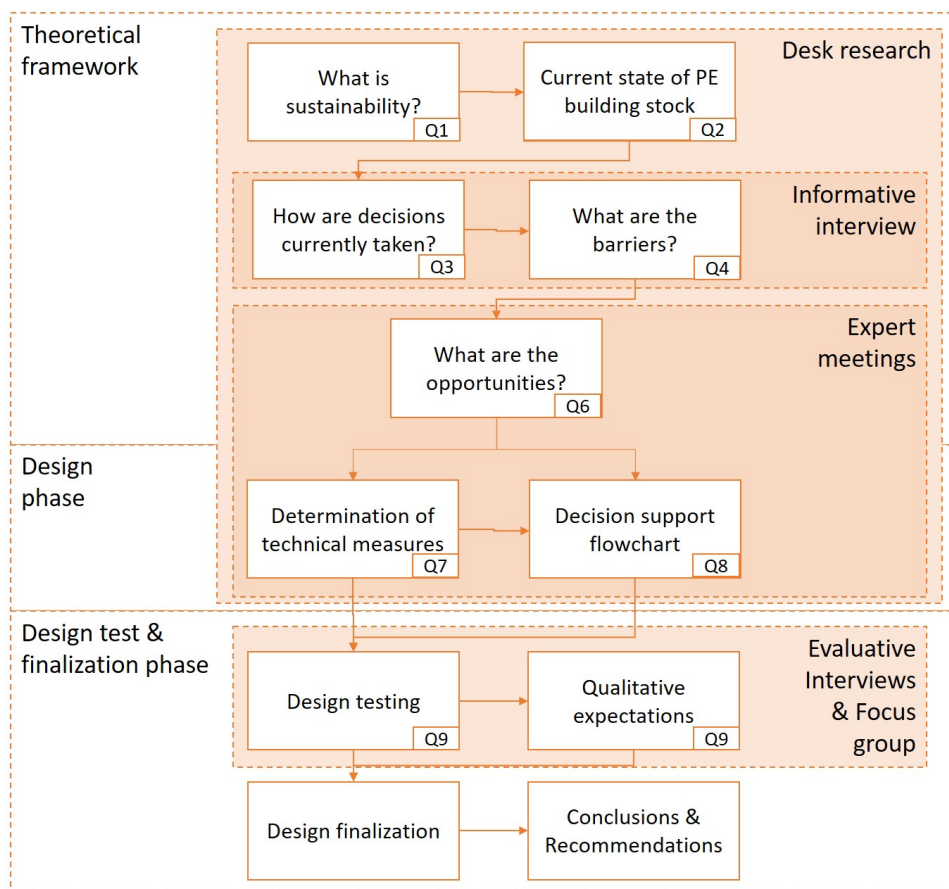 Theoretical
framework
Desk research
What is
sustainability?
Q1
Current state of PE
building stock
Q2
Informative
interview
How are decisions
currently taken?
Q3
What are the
barriers?
Q4
Expert
meetings
What are the
opportunities?
Q6
Design
phase
Determination of
technical measures
Q7
Decision support
flowchart
Q8
Design test &
finalization phase
Evaluative
Interviews
& Focus
group
Design testing
Q9
Qualitative
expectations
Q9
Design finalization
Conclusions &
Recommendations